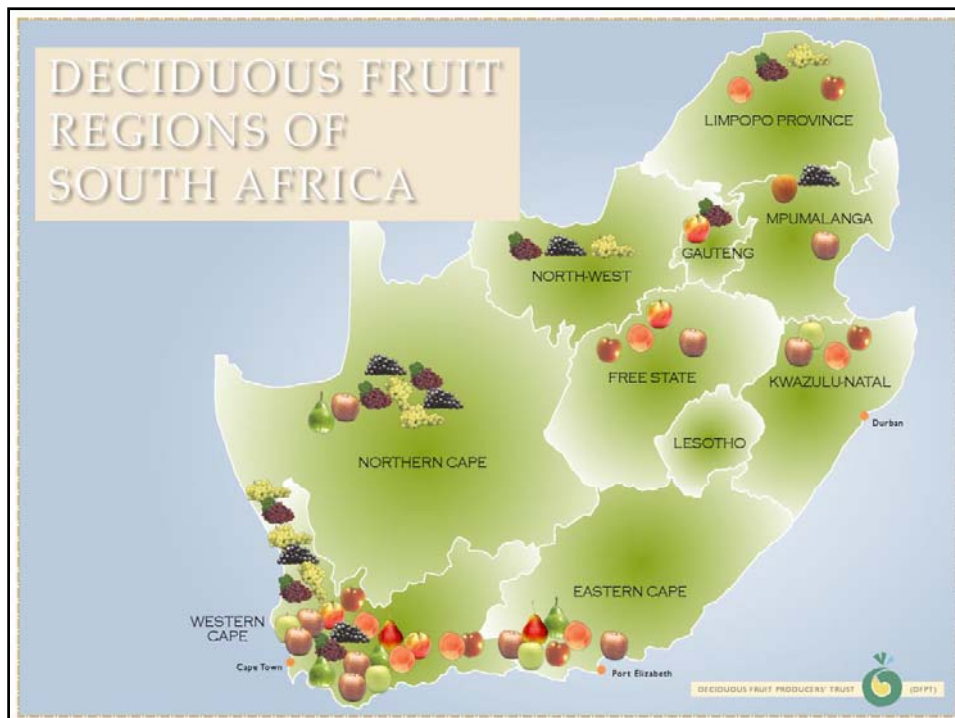 DECIDUOUS FRUIT
REGIONS OF
SOUTH AFRICA
LIMPOPO PROVINCE
MPUMALANGA
GAUTENG
NORTH-WEST
FREE STATE
KWAZULU-NATAL
Durban
LESOTHO
NORTHERN CAPE
EASTERN CAPE
WESTERN
CAPE
Cape Town
Port Elizabeth
DECIDUOUS FRUIT PRODUCERS' TRUST (DFPT)